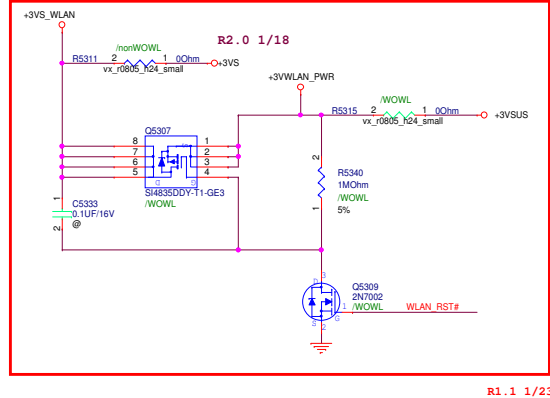 +3VS_WLAN
/nonWOWL
R2.0 1/18
R5311 2 1 0Ohm
+3VS
vx_r0805_h24_small
+3VWLAN_PWR
/WOWL
R5315 2 1 0Ohm
+3VSUS
vx_r0805_h24_small
Q5307
8 1
7 2
6 3
5 4
S
D G
SI4835DDY-T1-GE3
/WOWL
2
R5340
1MOhm
/WOWL
5%
1
1
C5333
0.1UF/16V
@
2
D 3
Q5309
2N7002
1 /WOWL
WLAN_RST#
G
S 2
R1.1 1/23